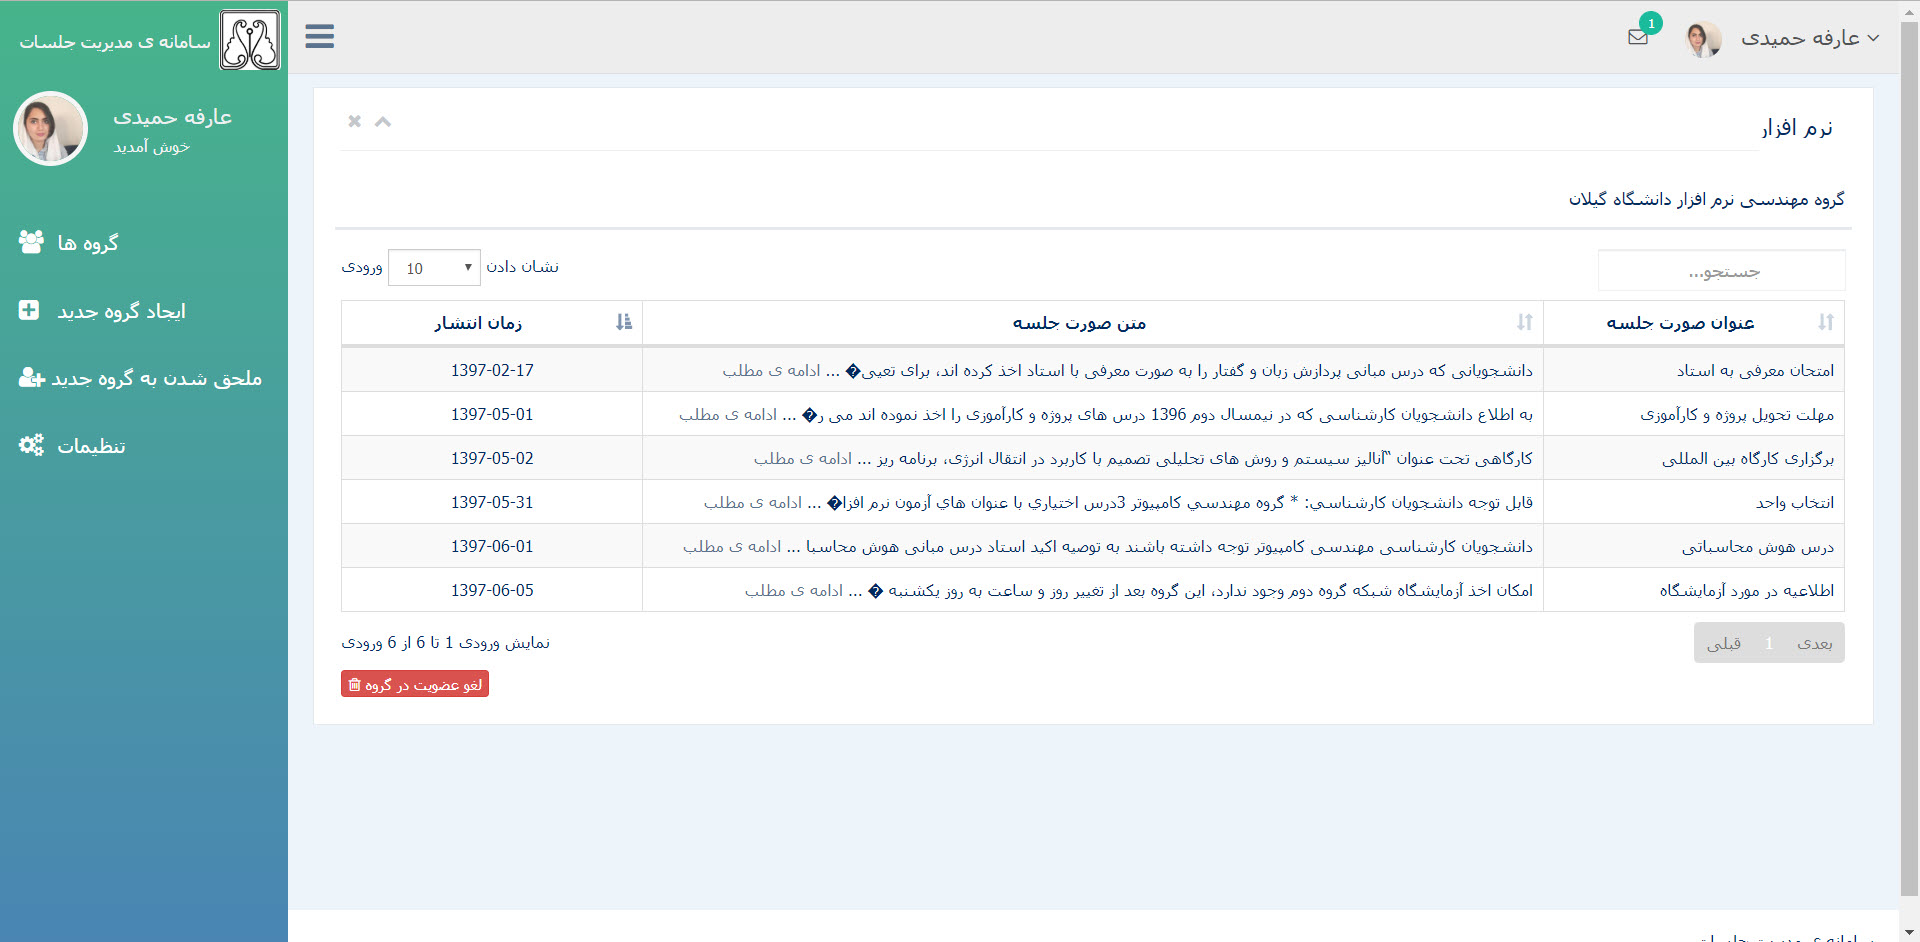 سامانه ی مدیریت جلسات
عارفه حمیدی
خوش آمدید
گروه ها
ایجاد گروه جدید
ملحق شدن به گروه جدید
تنظیمات
عارفه حمیدی
1
نرم افزار
گروه مهندسی نرم افزار دانشگاه گیلان
نشان دادن 10 ورودی
جستجو...
عنوان صورت جلسه متن صورت جلسه زمان انتشار
امتحان معرفی به استاد دانشجویانی که درس مبانی پردازش زبان و گفتار را به صورت معرفی با استاد اخذ کرده اند، برای تعیی� ... ادامه ی مطلب 1397-02-17
مهلت تحویل پروژه و کارآموزی به اطلاع دانشجویان کارشناسی که در نیمسال دوم 1396 درس های پروژه و کارآموزی را اخذ نموده اند می ر� ... ادامه ی مطلب 1397-05-01
برگزاری کارگاه بین المللی کارگاهی تحت عنوان “آنالیز سیستم و روش های تحلیلی تصمیم با کاربرد در انتقال انرژی، برنامه ریز ... ادامه ی مطلب 1397-05-02
انتخاب واحد قابل توجه دانشجویان کارشناسي: * گروه مهندسي کامپیوتر 3درس اختیاري با عنوان هاي آزمون نرم افزا� ... ادامه ی مطلب 1397-05-31
درس هوش محاسباتی دانشجویان کارشناسی مهندسی کامپیوتر توجه داشته باشند به توصیه اکید استاد درس مبانی هوش محاسبا ... ادامه ی مطلب 1397-06-01
اطلاعیه در مورد آزمایشگاه امکان اخذ آزمایشگاه شبکه گروه دوم وجود ندارد، این گروه بعد از تغییر روز و ساعت به روز یکشنبه � ... ادامه ی مطلب 1397-06-05
نمایش ورودی 1 تا 6 از 6 ورودی
بعدی 1 قبلی
لغو عضویت در گروه
سامانه ی مدیریت جلسات